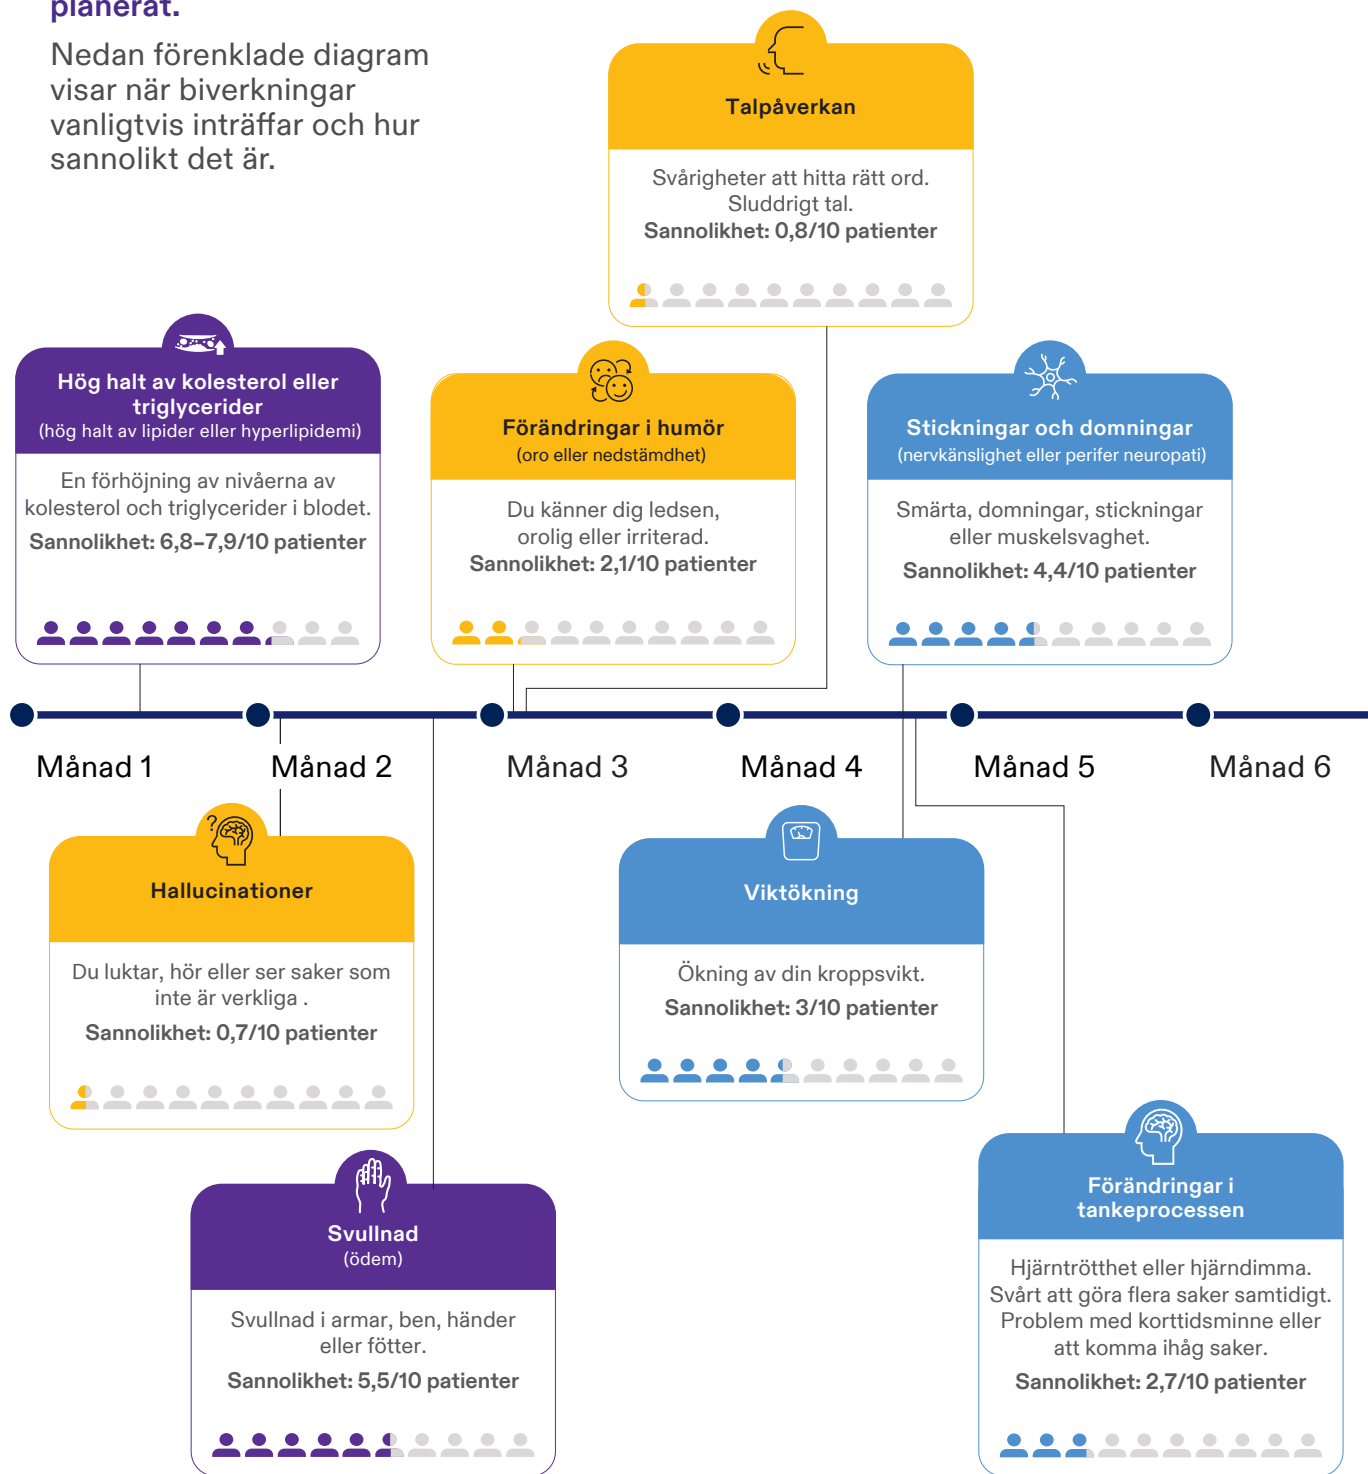 planerat.
Nedan förenklade diagram
visar när biverkningar
vanligtvis inträffar och hur
sannolikt det är.
Talpåverkan
Svårigheter att hitta rätt ord.
Sluddrigt tal.
Sannolikhet: 0,8/10 patienter
Hög halt av kolesterol eller
triglycerider
(hög halt av lipider eller hyperlipidemi)
En förhöjning av nivåerna av
kolesterol och triglycerider i blodet.
Sannolikhet: 6,8–7,9/10 patienter
Förändringar i humör
(oro eller nedstämdhet)
Du känner dig ledsen,
orolig eller irriterad.
Sannolikhet: 2,1/10 patienter
Stickningar och domningar
(nervkänslighet eller perifer neuropati)
Smärta, domningar, stickningar
eller muskelsvaghet.
Sannolikhet: 4,4/10 patienter
Månad 1
Månad 2
Månad 3
Månad 4
Månad 5
Månad 6
?
Hallucinationer
Du luktar, hör eller ser saker som
inte är verkliga .
Sannolikhet: 0,7/10 patienter
Viktökning
Ökning av din kroppsvikt.
Sannolikhet: 3/10 patienter
Svullnad
(ödem)
Svullnad i armar, ben, händer
eller fötter.
Sannolikhet: 5,5/10 patienter
Förändringar i
tankeprocessen
Hjärntrötthet eller hjärndimma.
Svårt att göra flera saker samtidigt.
Problem med korttidsminne eller
att komma ihåg saker.
Sannolikhet: 2,7/10 patienter